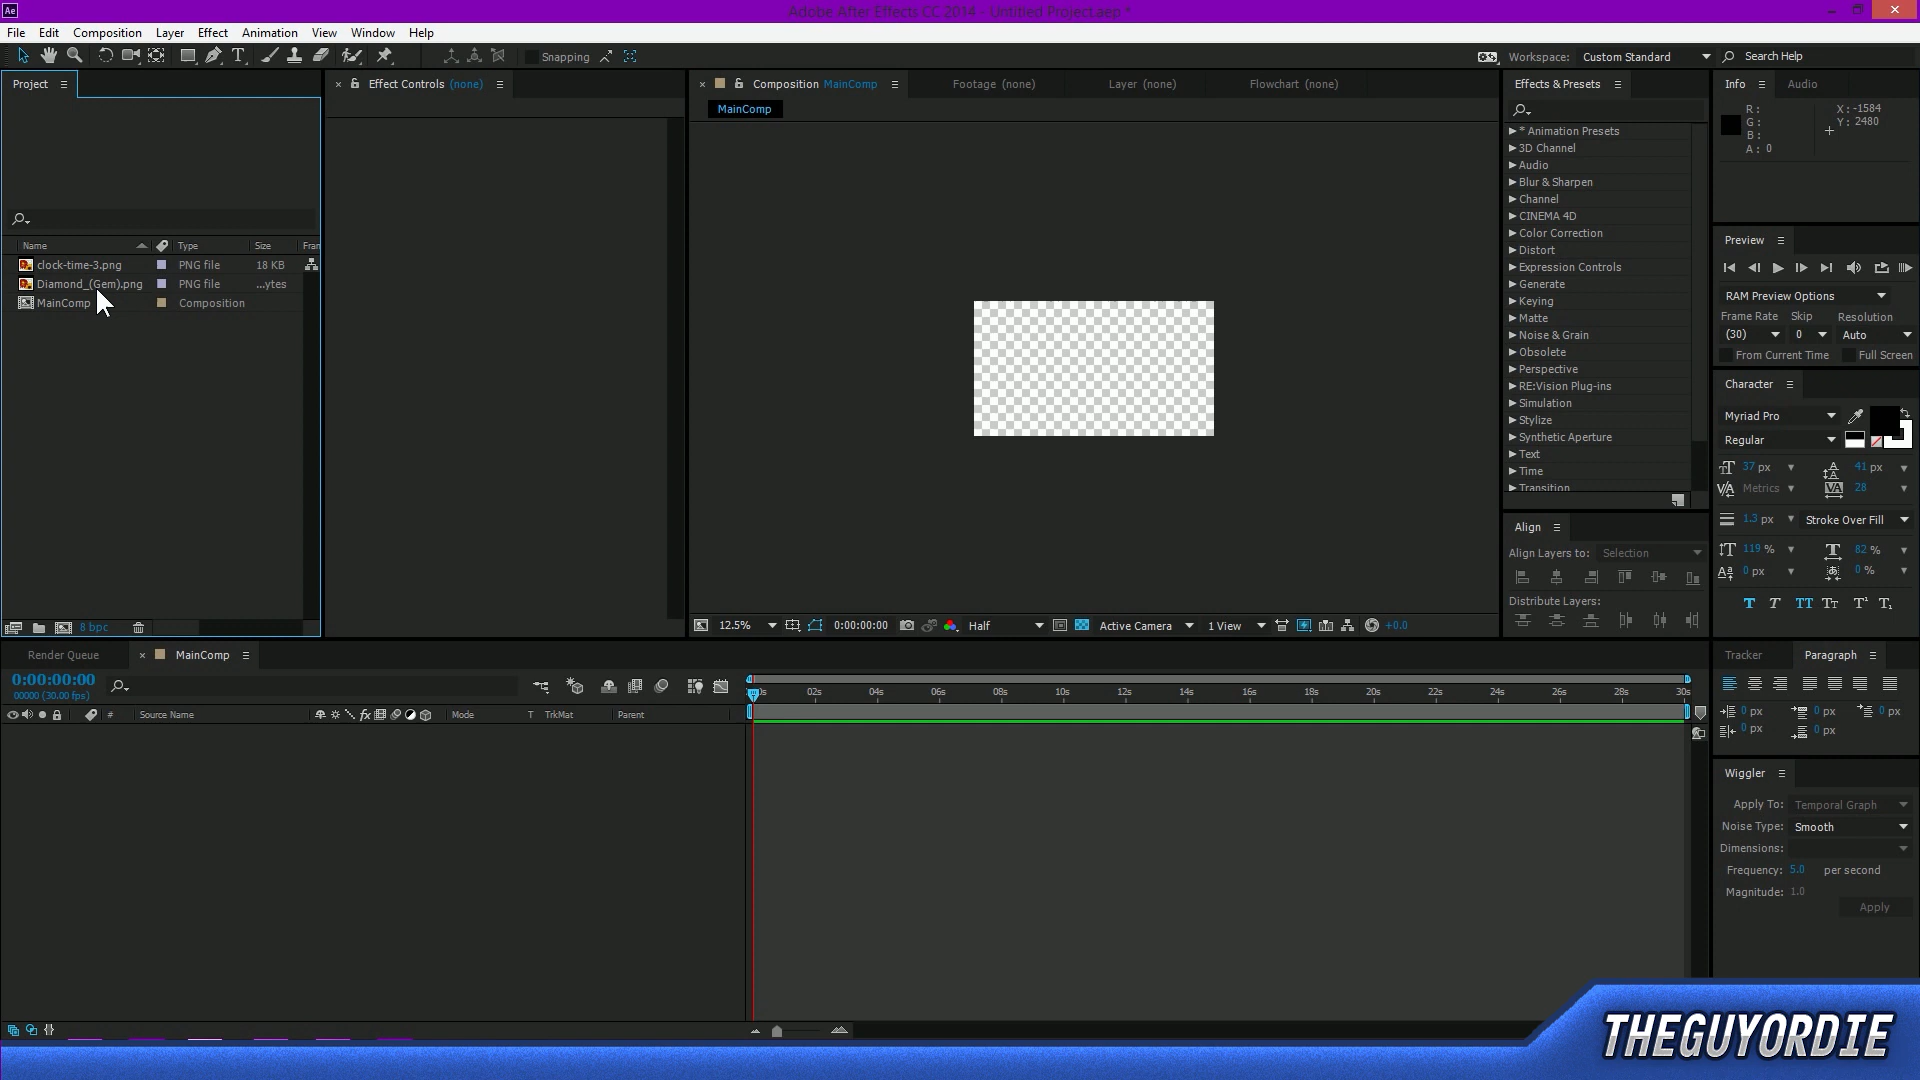 Ae
Adobe After Effects CC 2014 - Untitled Project.aep *
File Edit Composition Layer Effect Animation View Window Help
Snapping
Workspace: Custom Standard Search Help
Project
Effect Controls (none)
Composition MainComp
Footage (none)
Layer (none)
Flowchart (none)
MainComp
Name Type Size Fran
clock-time-3.png PNG file 18 KB
Diamond_(Gem).png PNG file ...ytes
MainComp Composition
8 bpc
12.5% 0:00:00:00 Half Active Camera 1 View +0.0
Effects & Presets
* Animation Presets
3D Channel
Audio
Blur & Sharpen
Channel
CINEMA 4D
Color Correction
Distort
Expression Controls
Generate
Keying
Matte
Noise & Grain
Obsolete
Perspective
RE:Vision Plug-ins
Simulation
Stylize
Synthetic Aperture
Text
Time
Transition
Align
Align Layers to: Selection
Distribute Layers:
Info Audio
R :
G :
B :
A : 0
X : -1584
Y : 2480
Preview
RAM Preview Options
Frame Rate Skip Resolution
(30) 0 Auto
From Current Time Full Screen
Character
Myriad Pro
Regular
37 px 41 px
Metrics 28
1.3 px Stroke Over Fill
119 % 82 %
0 px 0 %
T T TT Tt T¹ T₁
Render Queue MainComp
0:00:00:00
00000 (30.00 fps)
# Source Name fx Mode T TrkMat Parent
0s 02s 04s 06s 08s 10s 12s 14s 16s 18s 20s 22s 24s 26s 28s 30s
Tracker Paragraph
0 px 0 px 0 px
0 px 0 px
Wiggler
Apply To: Temporal Graph
Noise Type: Smooth
Dimensions:
Frequency: 5.0 per second
Magnitude: 1.0
Apply
THEGUYORDIE